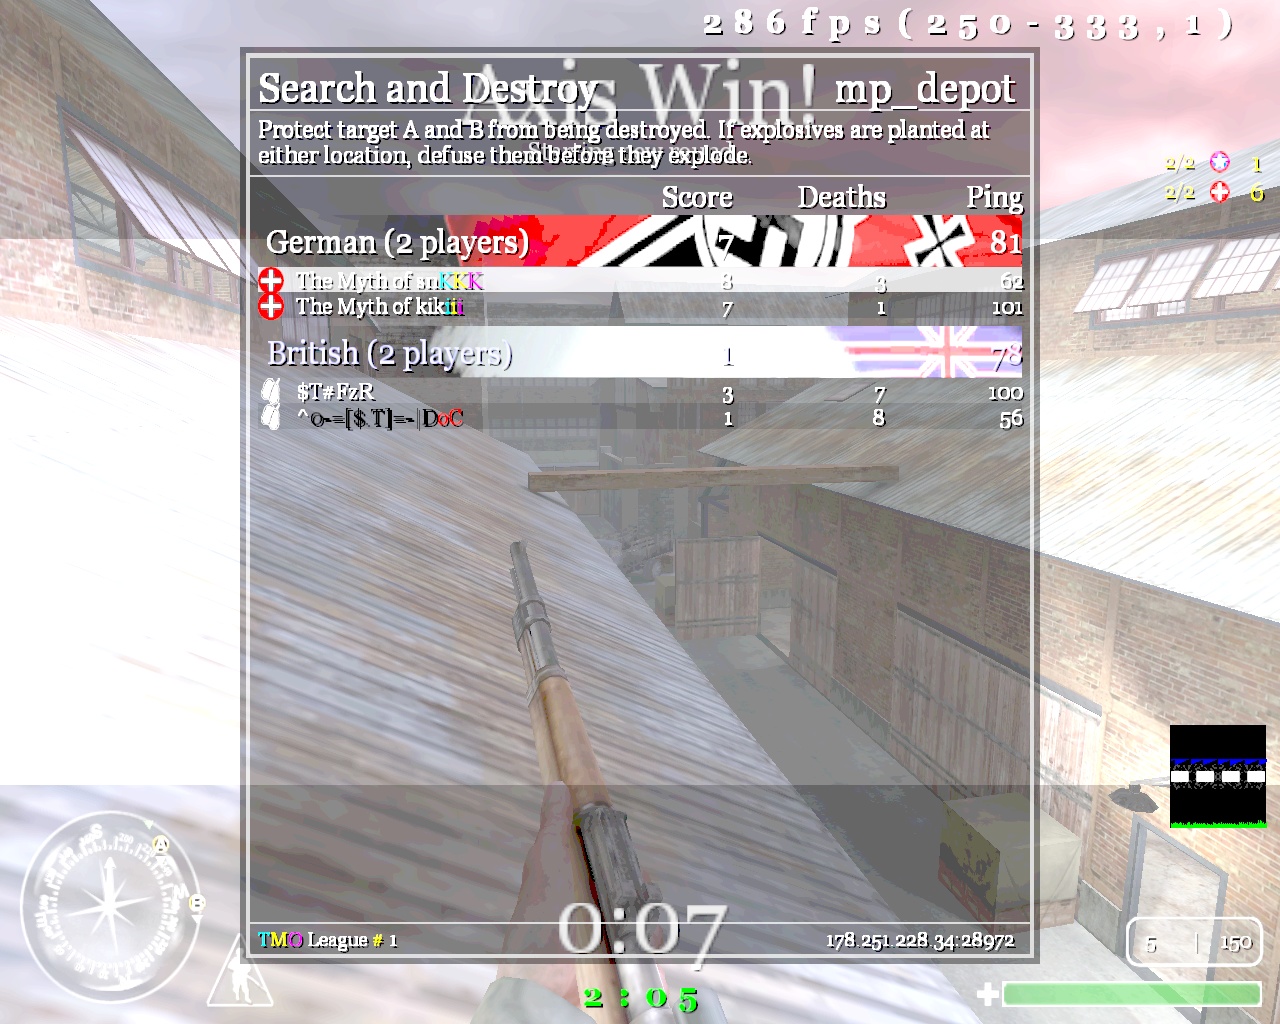 286fps(250-333,1)
Axis Win!
Search and Destroy mp_depot
Protect target A and B from being destroyed. If explosives are planted at
either location, defuse them before they explode.
Starting new round...
2/2 1
2/2 6
Score Deaths Ping
German (2 players) 7 81
The Myth of snKKK 8 3 62
The Myth of kikiii 7 1 101
British (2 players) 1 78
$T#FzR 3 7 100
^o-=[$.T]=-|DoC 1 8 56
S
A
B
0:07
TMO League # 1 178.251.228.34:28972
5 | 150
2:05